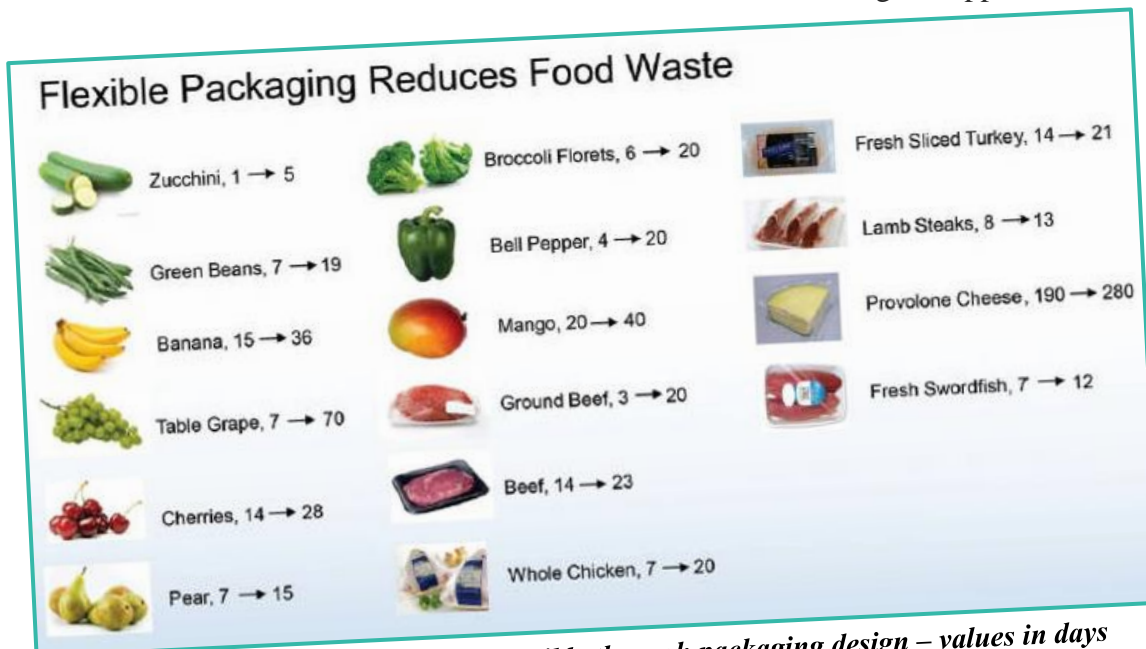 Flexible Packaging Reduces Food Waste
Zucchini, 1 → 5
Green Beans, 7 → 19
Banana, 15 → 36
Table Grape, 7 → 70
Cherries, 14 → 28
Pear, 7 → 15
Broccoli Florets, 6 → 20
Bell Pepper, 4 → 20
Mango, 20 → 40
Ground Beef, 3 → 20
Beef, 14 → 23
Whole Chicken, 7 → 20
Fresh Sliced Turkey, 14 → 21
Lamb Steaks, 8 → 13
Provolone Cheese, 190 → 280
Fresh Swordfish, 7 → 12
packaging design – values in days